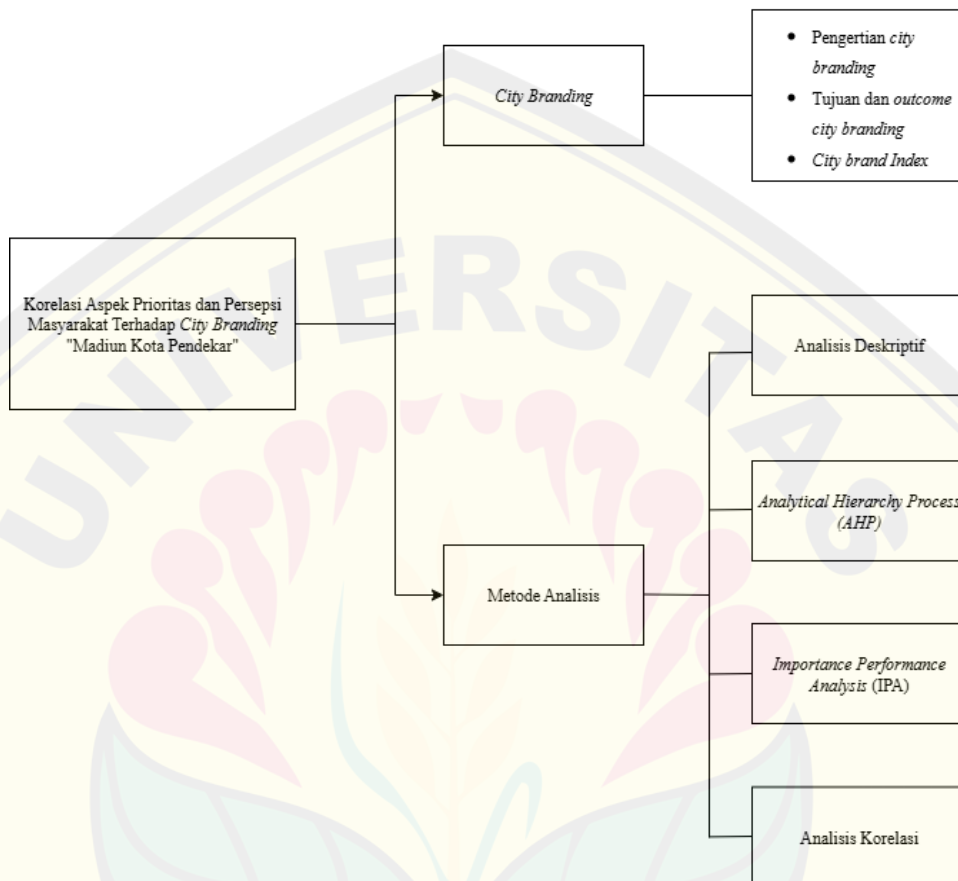 • Pengertian city
branding
• Tujuan dan outcome
city branding
• City brand Index
City Branding
Korelasi Aspek Prioritas dan Persepsi
Masyarakat Terhadap City Branding
"Madiun Kota Pendekar"
Analisis Deskriptif
Analytical Hierarchy Process
(AHP)
Metode Analisis
Importance Performance
Analysis (IPA)
Analisis Korelasi
UNIVERSITAS